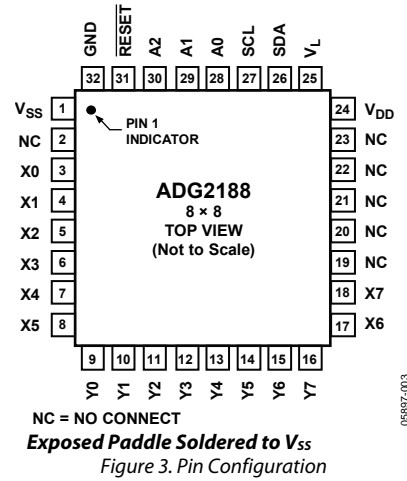 GND
RESET
A2
A1
A0
SCL
SDA
VL
32 31 30 29 28 27 26 25
VSS 1
NC 2
X0 3
X1 4
X2 5
X3 6
X4 7
X5 8
PIN 1
INDICATOR
ADG2188
8 × 8
TOP VIEW
(Not to Scale)
24 VDD
23 NC
22 NC
21 NC
20 NC
19 NC
18 X7
17 X6
9 10 11 12 13 14 15 16
Y0
Y1
Y2
Y3
Y4
Y5
Y6
Y7
05897-003
NC = NO CONNECT
Exposed Paddle Soldered to VSS
Figure 3. Pin Configuration